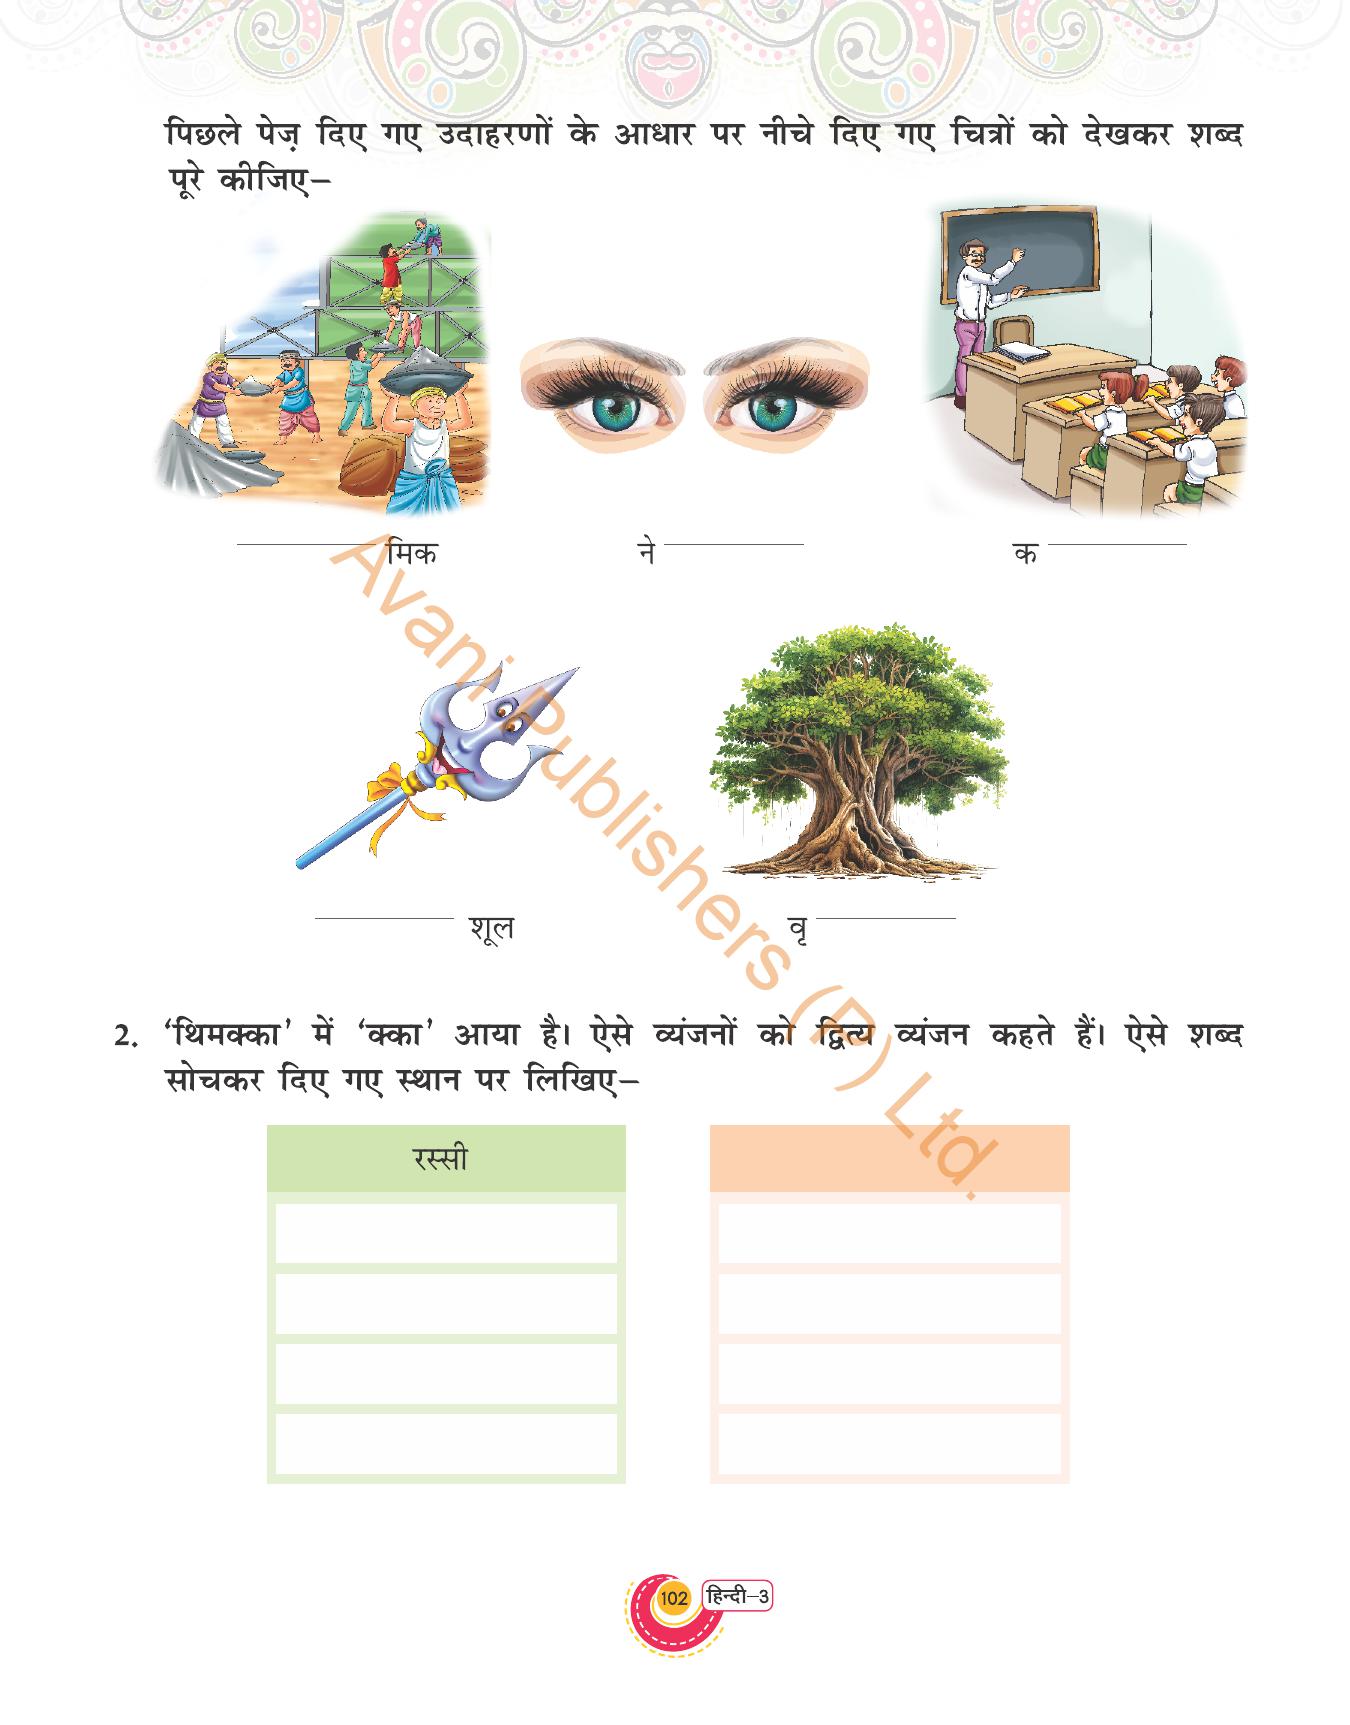 पिछले पेज़ दिए गए उदाहरणों के आधार पर नीचे दिए गए चित्रों को देखकर शब्द
पूरे कीजिए–
________ मिक ने ________ क ________
________ शूल वृ ________
2. ‘थिमक्का’ में ‘क्का’ आया है। ऐसे व्यंजनों को द्वित्य व्यंजन कहते हैं। ऐसे शब्द
सोचकर दिए गए स्थान पर लिखिए–
रस्सी
Avani Publishers (P) Ltd.
102 हिन्दी–3